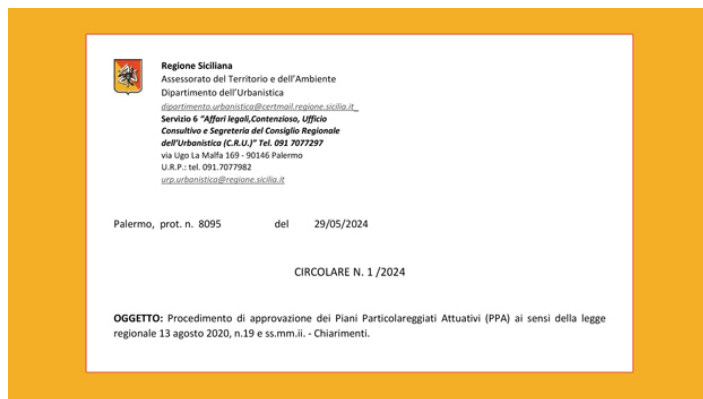 Regione Siciliana
Assessorato del Territorio e dell'Ambiente
Dipartimento dell'Urbanistica
dipartimento.urbanistica@certmail.regione.sicilia.it_
Servizio 6 "Affari legali,Contenzioso, Ufficio
Consultivo e Segreteria del Consiglio Regionale
dell'Urbanistica (C.R.U.)" Tel. 091 7077297
via Ugo La Malfa 169 - 90146 Palermo
U.R.P.: tel. 091.7077982
urp.urbanistica@regione.sicilia.it
Palermo, prot. n. 8095 del 29/05/2024
CIRCOLARE N. 1 /2024
OGGETTO: Procedimento di approvazione dei Piani Particolareggiati Attuativi (PPA) ai sensi della legge
regionale 13 agosto 2020, n.19 e ss.mm.ii. - Chiarimenti.